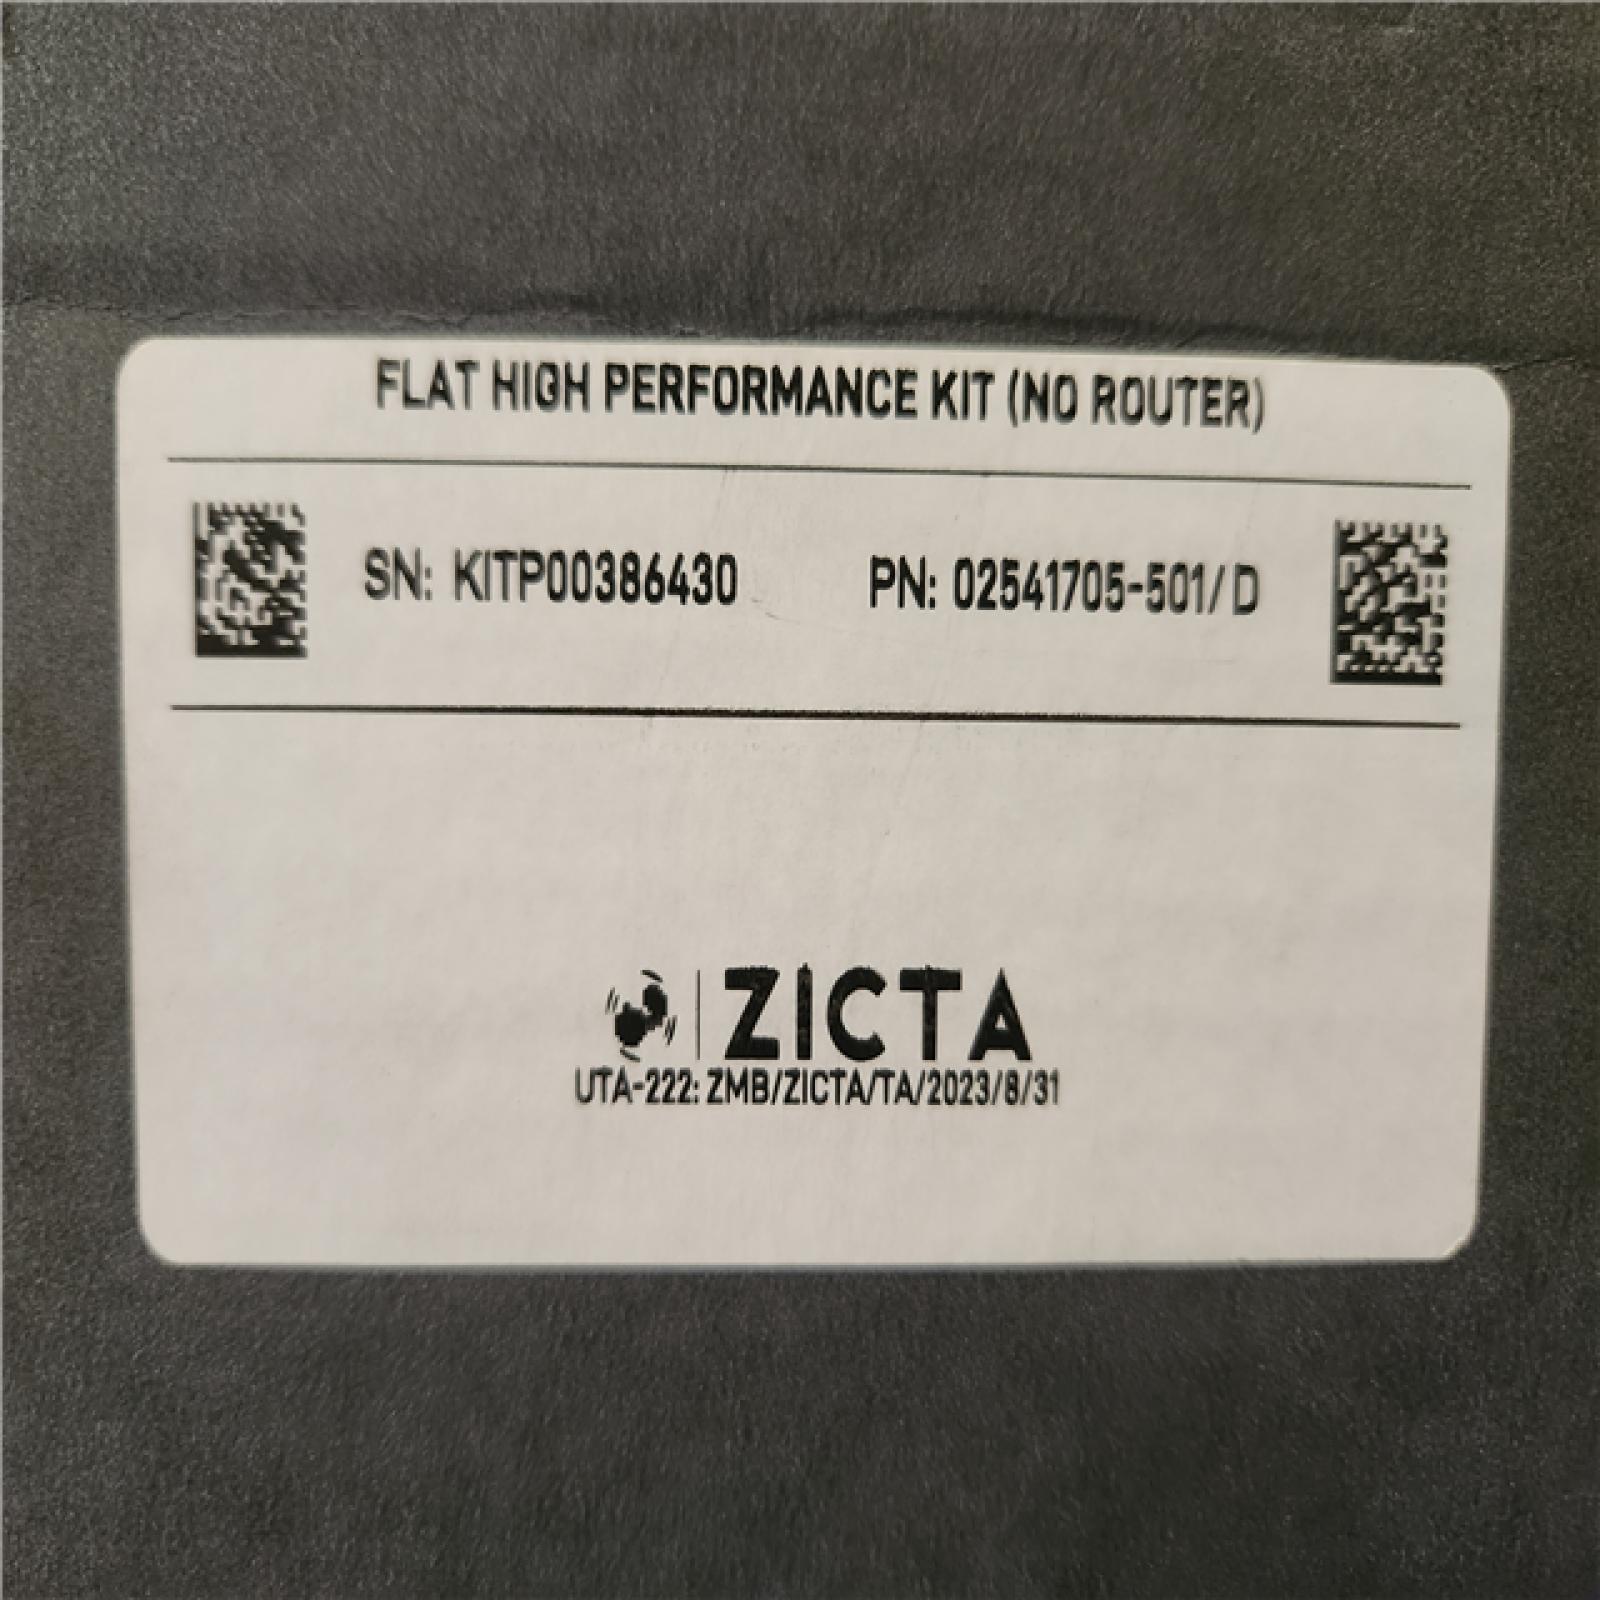 FLAT HIGH PERFORMANCE KIT (NO ROUTER)
SN: KITP00386430 PN: 02541705-501/D
ZICTA
UTA-222: ZMB/ZICTA/TA/2023/8/31